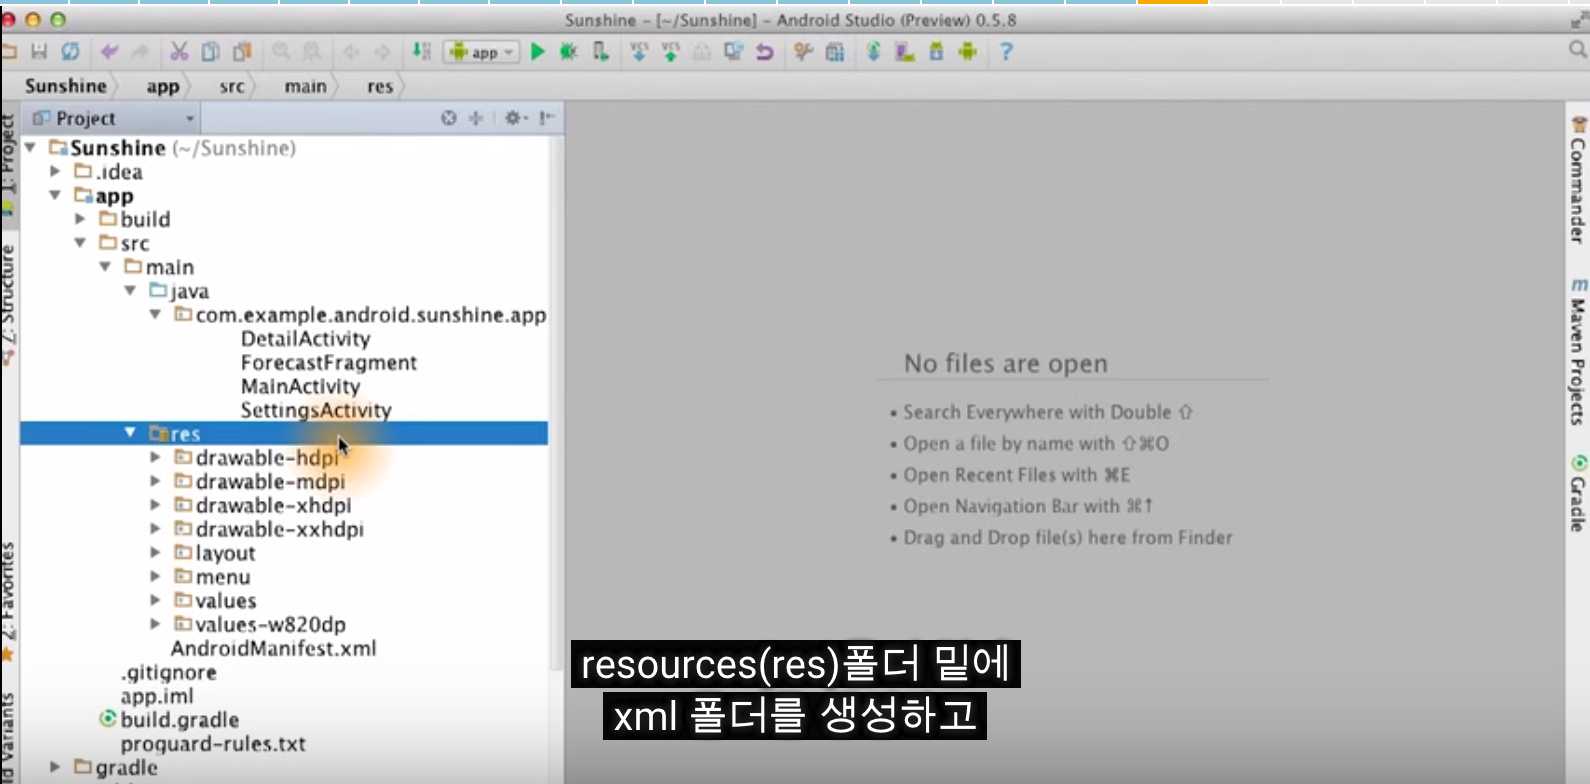 Sunshine – [~/Sunshine] – Android Studio (Preview) 0.5.8
app
VCS VCS
?
Sunshine app src main res
Project
1: Project
Z: Structure
2: Favorites
Variants
Sunshine (~/Sunshine)
.idea
app
build
src
main
java
com.example.android.sunshine.app
DetailActivity
ForecastFragment
MainActivity
SettingsActivity
res
drawable-hdpi
drawable-mdpi
drawable-xhdpi
drawable-xxhdpi
layout
menu
values
values-w820dp
AndroidManifest.xml
.gitignore
app.iml
build.gradle
proguard-rules.txt
gradle
No files are open
• Search Everywhere with Double ⇧
• Open a file by name with ⇧⌘O
• Open Recent Files with ⌘E
• Open Navigation Bar with ⌘↑
• Drag and Drop file(s) here from Finder
Commander
m Maven Projects
Gradle
resources(res)폴더 밑에
xml 폴더를 생성하고